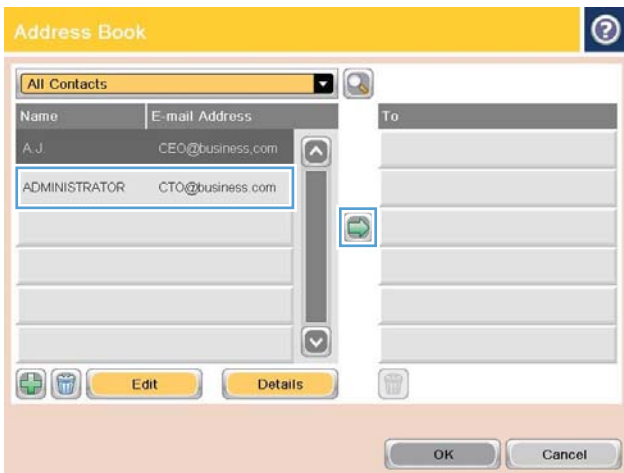 Address Book
All Contacts
Name E-mail Address To
A.J. CEO@business.com
ADMINISTRATOR CTO@business.com
Edit Details
OK Cancel